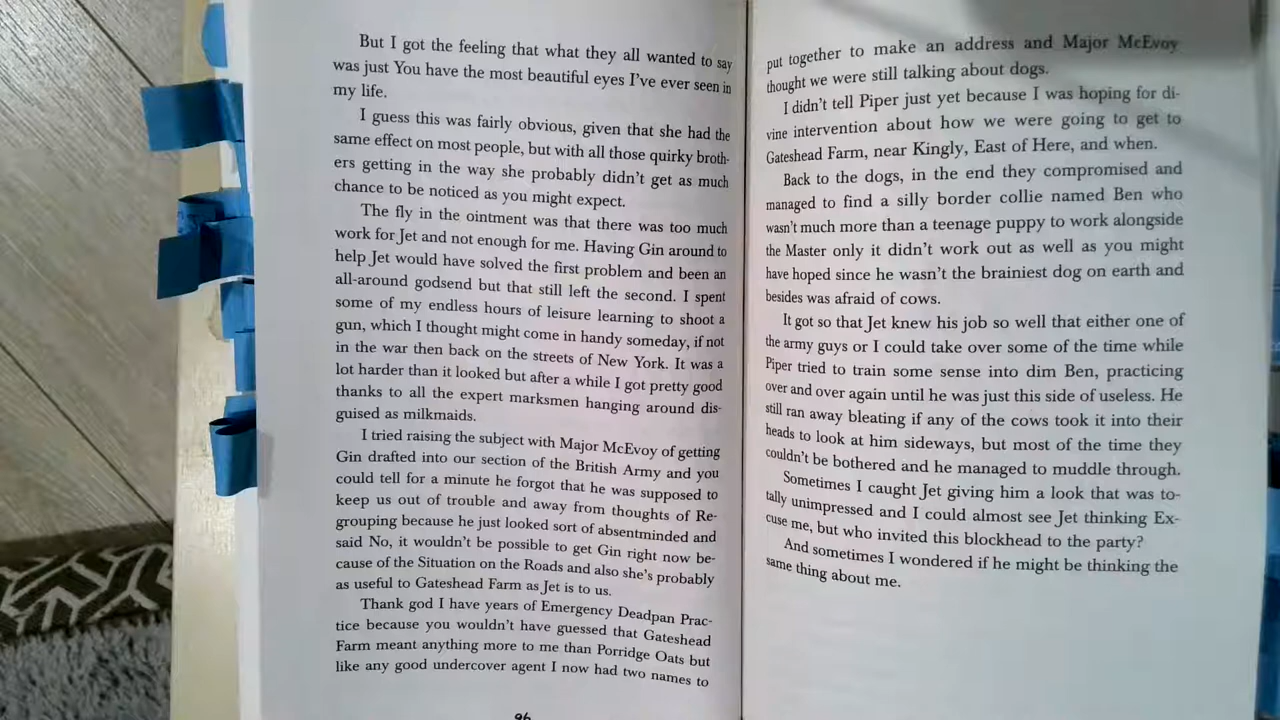 But I got the feeling that what they all wanted to say
was just You have the most beautiful eyes I've ever seen in
my life.
I guess this was fairly obvious, given that she had the
same effect on most people, but with all those quirky broth-
ers getting in the way she probably didn't get as much
chance to be noticed as you might expect.
The fly in the ointment was that there was too much
work for Jet and not enough for me. Having Gin around to
help Jet would have solved the first problem and been an
all-around godsend but that still left the second. I spent
some of my endless hours of leisure learning to shoot a
gun, which I thought might come in handy someday, if not
in the war then back on the streets of New York. It was a
lot harder than it looked but after a while I got pretty good
thanks to all the expert marksmen hanging around dis-
guised as milkmaids.
I tried raising the subject with Major McEvoy of getting
Gin drafted into our section of the British Army and you
could tell for a minute he forgot that he was supposed to
keep us out of trouble and away from thoughts of Re-
grouping because he just looked sort of absentminded and
said No, it wouldn't be possible to get Gin right now be-
cause of the Situation on the Roads and also she's probably
as useful to Gateshead Farm as Jet is to us.
Thank god I have years of Emergency Deadpan Prac-
tice because you wouldn't have guessed that Gateshead
Farm meant anything more to me than Porridge Oats but
like any good undercover agent I now had two names to
96
put together to make an address and Major McEvoy
thought we were still talking about dogs.
I didn't tell Piper just yet because I was hoping for di-
vine intervention about how we were going to get to
Gateshead Farm, near Kingly, East of Here, and when.
Back to the dogs, in the end they compromised and
managed to find a silly border collie named Ben who
wasn't much more than a teenage puppy to work alongside
the Master only it didn't work out as well as you might
have hoped since he wasn't the brainiest dog on earth and
besides was afraid of cows.
It got so that Jet knew his job so well that either one of
the army guys or I could take over some of the time while
Piper tried to train some sense into dim Ben, practicing
over and over again until he was just this side of useless. He
still ran away bleating if any of the cows took it into their
heads to look at him sideways, but most of the time they
couldn't be bothered and he managed to muddle through.
Sometimes I caught Jet giving him a look that was to-
tally unimpressed and I could almost see Jet thinking Ex-
cuse me, but who invited this blockhead to the party?
And sometimes I wondered if he might be thinking the
same thing about me.